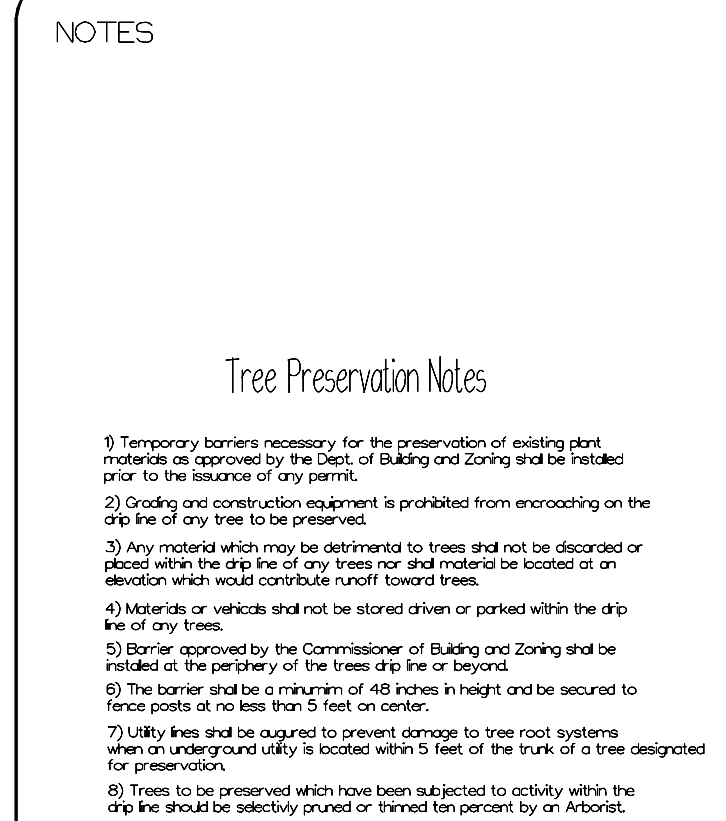 NOTES
Tree Preservation Notes
1) Temporary barriers necessary for the preservation of existing plant
materials as approved by the Dept. of Building and Zoning shall be installed
prior to the issuance of any permit.
2) Grading and construction equipment is prohibited from encroaching on the
drip line of any tree to be preserved.
3) Any material which may be detrimental to trees shall not be discarded or
placed within the drip line of any trees nor shall material be located at an
elevation which would contribute runoff toward trees.
4) Materials or vehicals shall not be stored driven or parked within the drip
line of any trees.
5) Barrier approved by the Commissioner of Building and Zoning shall be
installed at the periphery of the trees drip line or beyond.
6) The barrier shall be a minumim of 48 inches in height and be secured to
fence posts at no less than 5 feet on center.
7) Utility lines shall be augured to prevent damage to tree root systems
when an underground utility is located within 5 feet of the trunk of a tree designated
for preservation.
8) Trees to be preserved which have been subjected to activity within the
drip line should be selectivly pruned or thinned ten percent by an Arborist.